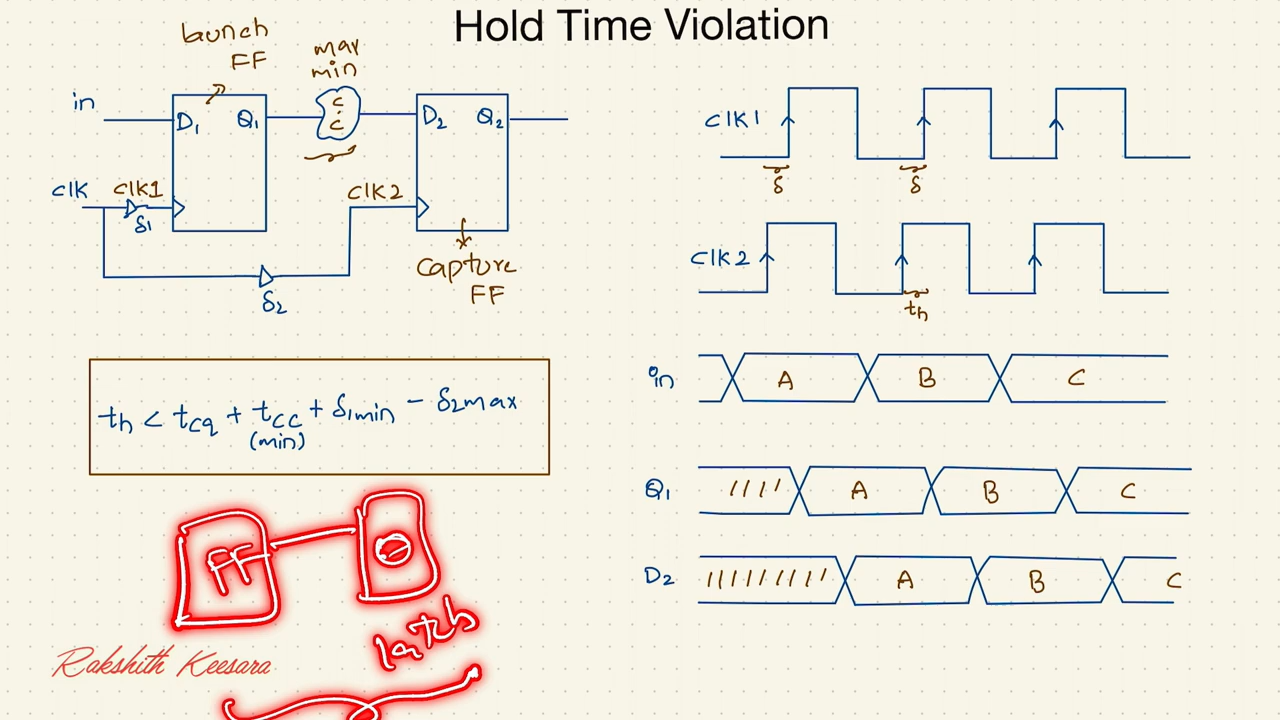 Hold Time Violation
launch
FF
max
min
in
D₁
Q₁
C
C
D₂
Q₂
clk
clk1
δ₁
clk2
δ₂
capture
FF
th < tcq + tcc + δ₁min - δ₂max
(min)
FF
latch
Rakshith Keesara
clk1
δ
δ
clk2
th
in
A
B
C
Q₁
A
B
C
D₂
A
B
C